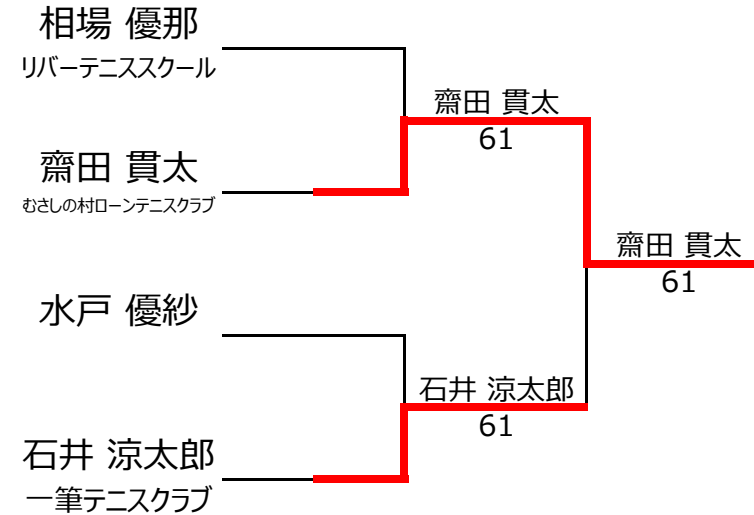 相場 優那
リバーテニススクール
齋田 貫太
61
齋田 貫太
むさしの村ローンテニスクラブ
齋田 貫太
61
水戸 優紗
石井 涼太郎
61
石井 涼太郎
一筆テニスクラブ